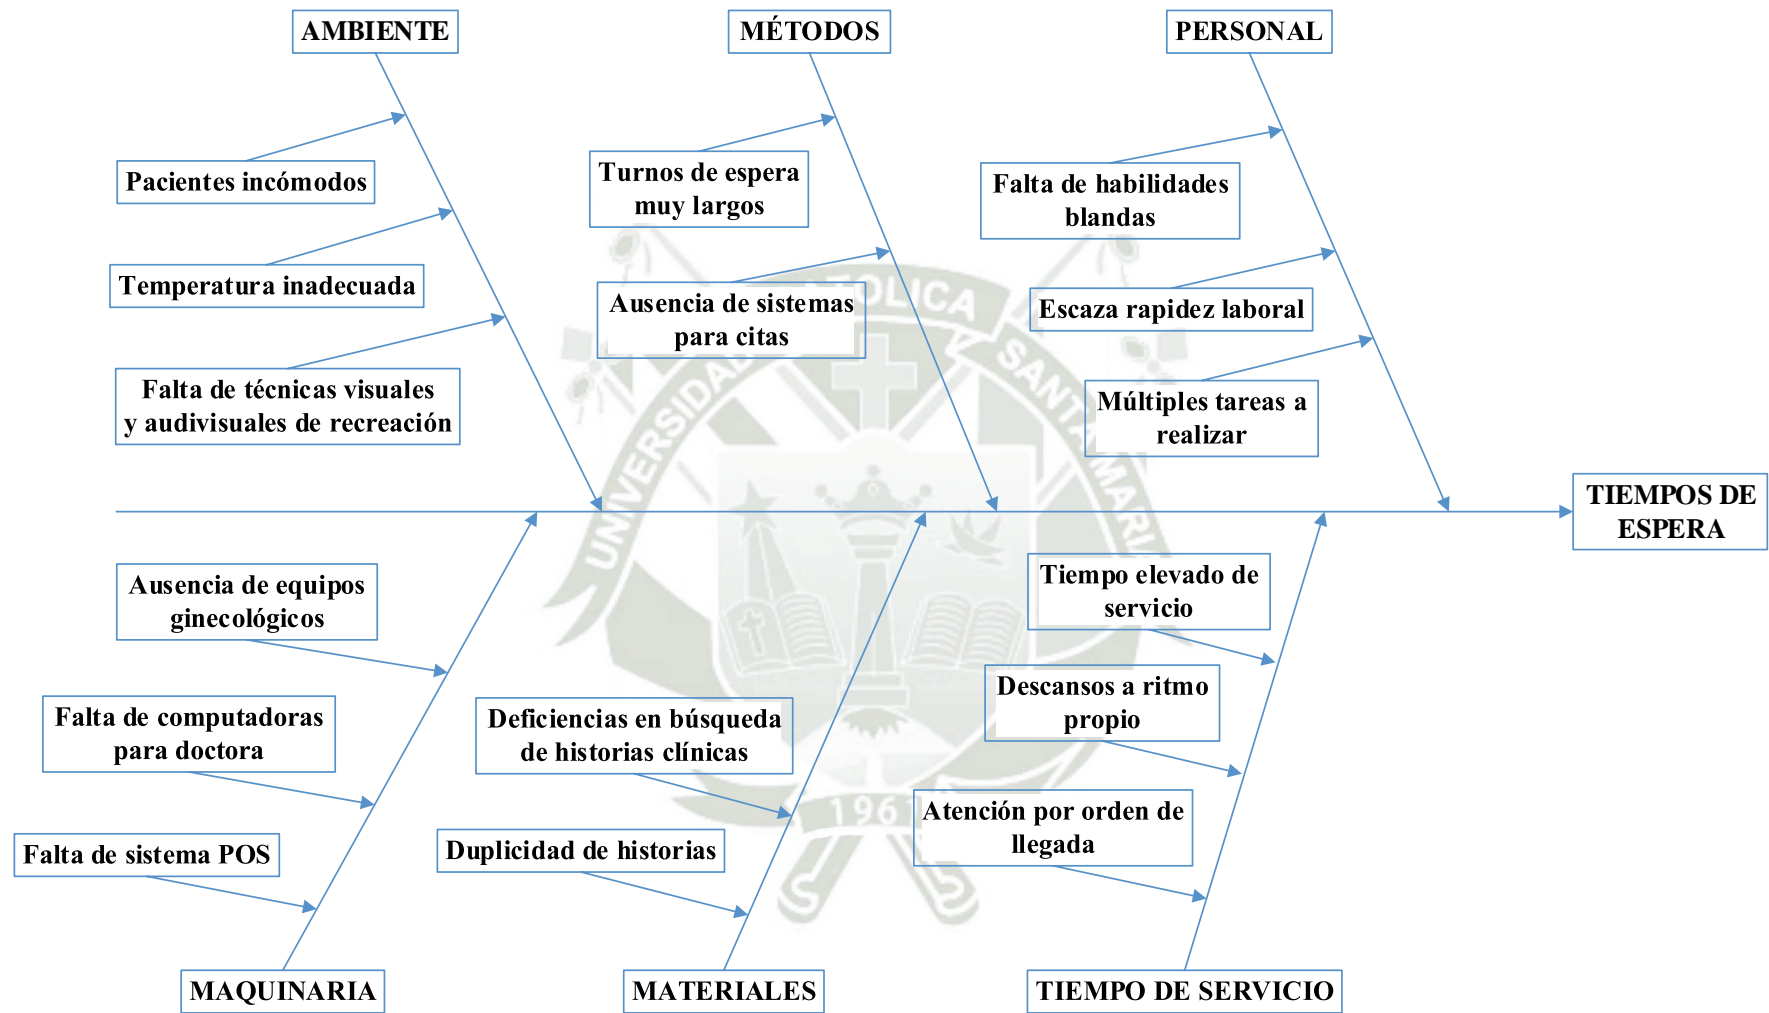 AMBIENTE
MÉTODOS
PERSONAL
Pacientes incómodos
Temperatura inadecuada
Falta de técnicas visuales
y audivisuales de recreación
Turnos de espera
muy largos
Ausencia de sistemas
para citas
Falta de habilidades
blandas
Escaza rapidez laboral
Múltiples tareas a
realizar
TIEMPOS DE
ESPERA
Ausencia de equipos
ginecológicos
Falta de computadoras
para doctora
Falta de sistema POS
Deficiencias en búsqueda
de historias clínicas
Duplicidad de historias
Tiempo elevado de
servicio
Descansos a ritmo
propio
Atención por orden de
llegada
MAQUINARIA
MATERIALES
TIEMPO DE SERVICIO
SANTA MARIA
196